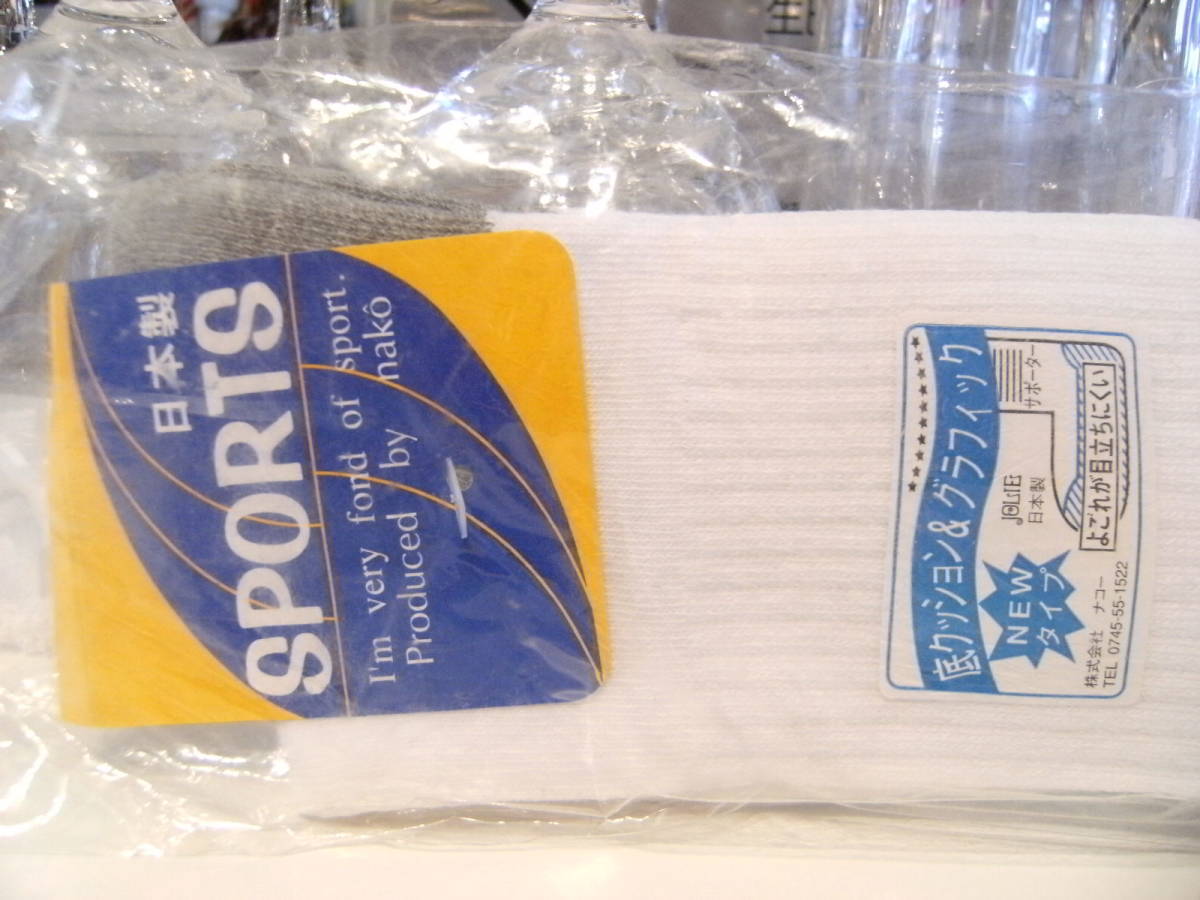 日本製
SPORTS
I'm very fond of sport.
Produced by nakô
底クッション&グラフィック
NEW
タイプ
サポーター
JOLIE
日本製
よごれが目立ちにくい
株式会社 ナコー
TEL 0745-55-1522